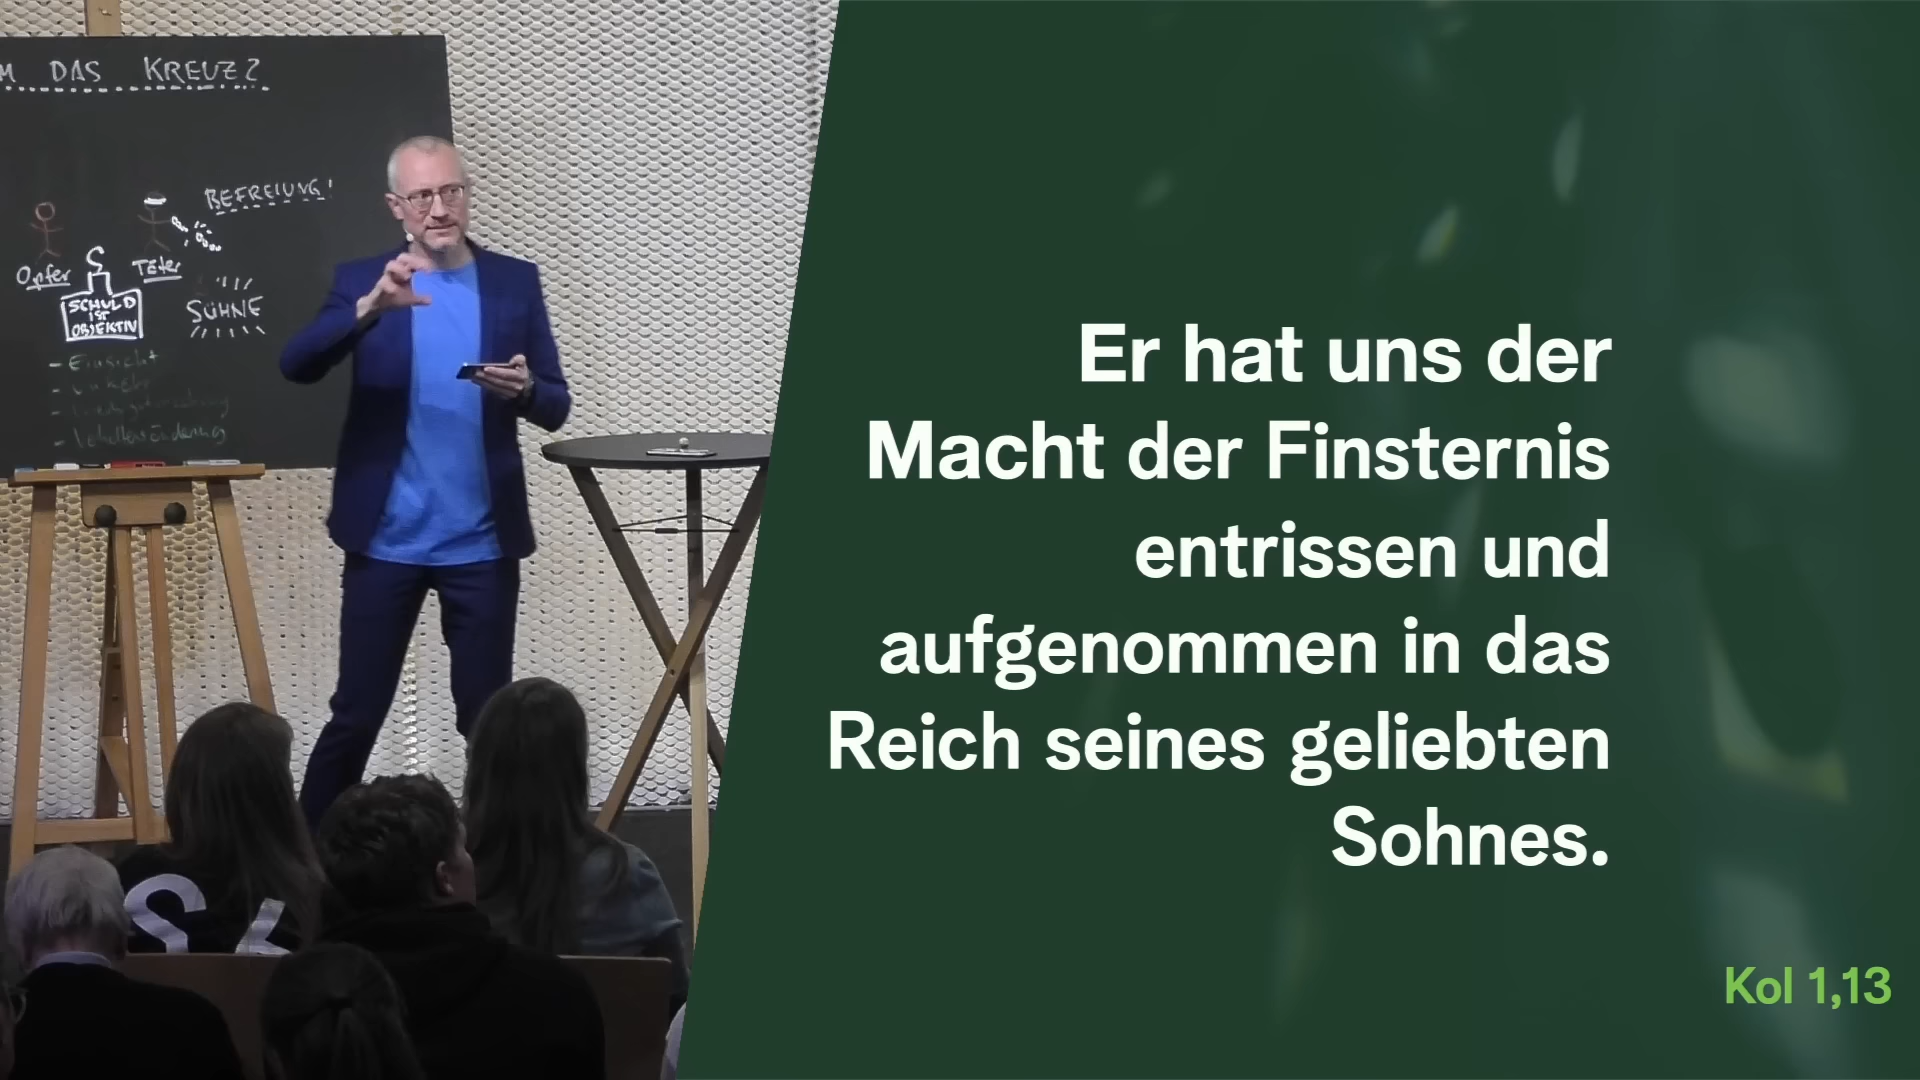 M DAS KREUZ?
BEFREIUNG!
Opfer
Täter
SCHULD
IST
OBJEKTIV
SÜHNE
- Einsicht
Er hat uns der
Macht der Finsternis
entrissen und
aufgenommen in das
Reich seines geliebten
Sohnes.
Kol 1,13